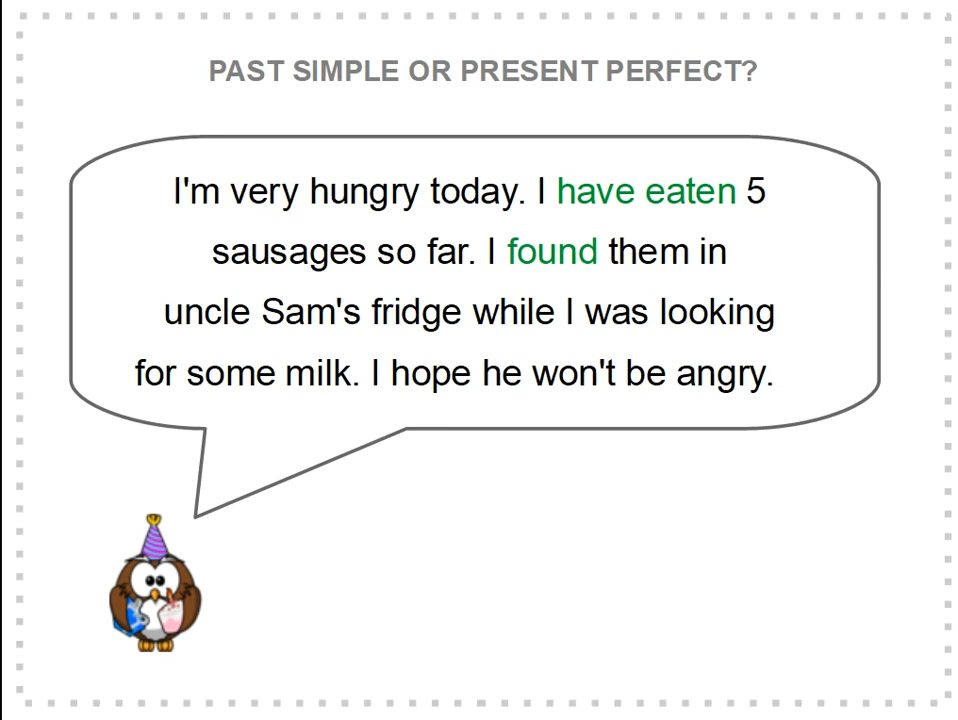 PAST SIMPLE OR PRESENT PERFECT?
I'm very hungry today. I have eaten 5
sausages so far. I found them in
uncle Sam's fridge while I was looking
for some milk. I hope he won't be angry.